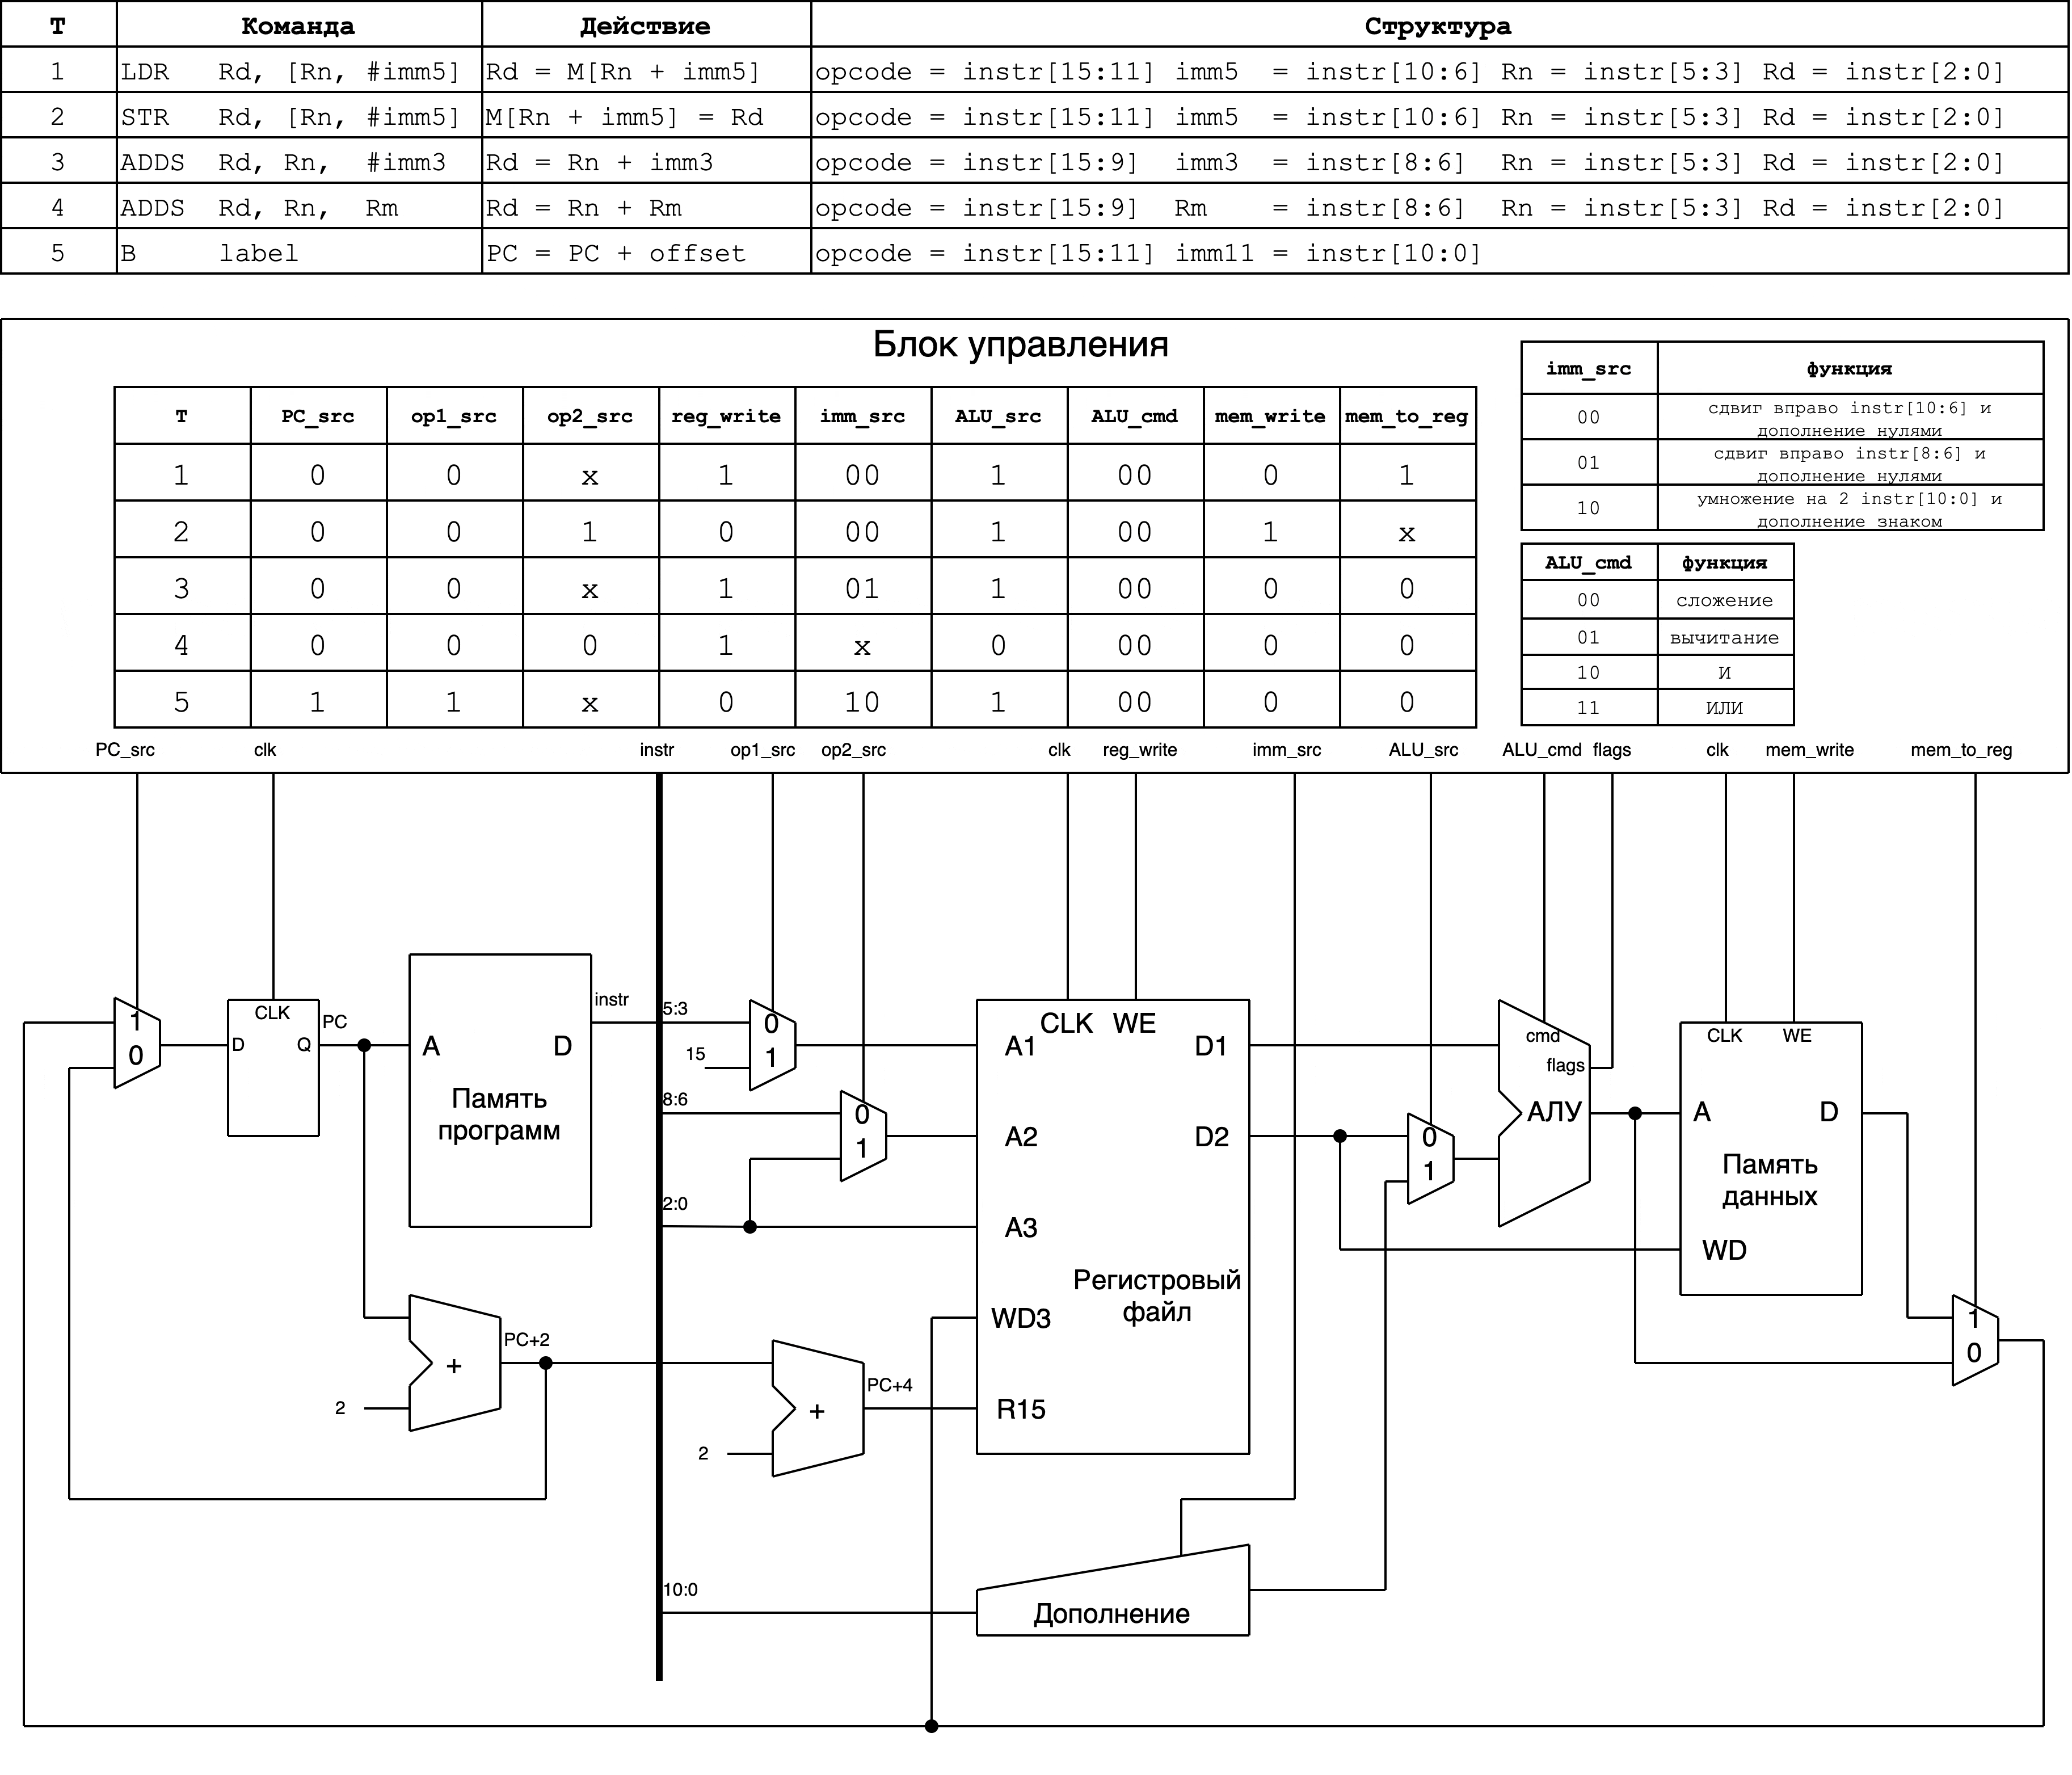 T Команда Действие Структура
1 LDR Rd, [Rn, #imm5] Rd = M[Rn + imm5] opcode = instr[15:11] imm5 = instr[10:6] Rn = instr[5:3] Rd = instr[2:0]
2 STR Rd, [Rn, #imm5] M[Rn + imm5] = Rd opcode = instr[15:11] imm5 = instr[10:6] Rn = instr[5:3] Rd = instr[2:0]
3 ADDS Rd, Rn, #imm3 Rd = Rn + imm3 opcode = instr[15:9] imm3 = instr[8:6] Rn = instr[5:3] Rd = instr[2:0]
4 ADDS Rd, Rn, Rm Rd = Rn + Rm opcode = instr[15:9] Rm = instr[8:6] Rn = instr[5:3] Rd = instr[2:0]
5 B label PC = PC + offset opcode = instr[15:11] imm11 = instr[10:0]
Блок управления
T PC_src op1_src op2_src reg_write imm_src ALU_src ALU_cmd mem_write mem_to_reg
1 0 0 x 1 00 1 00 0 1
2 0 0 1 0 00 1 00 1 x
3 0 0 x 1 01 1 00 0 0
4 0 0 0 1 x 0 00 0 0
5 1 1 x 0 10 1 00 0 0
imm_src функция
00 сдвиг вправо instr[10:6] и
дополнение нулями
01 сдвиг вправо instr[8:6] и
дополнение нулями
10 умножение на 2 instr[10:0] и
дополнение знаком
ALU_cmd функция
00 сложение
01 вычитание
10 И
11 ИЛИ
PC_src clk instr op1_src op2_src clk reg_write imm_src ALU_src ALU_cmd flags clk mem_write mem_to_reg
1
0
CLK
D Q
PC
A D
Память
программ
instr
5:3
15
0
1
8:6
0
1
2:0
CLK WE
A1 D1
A2 D2
A3
Регистровый
файл
WD3
R15
0
1
cmd
flags
АЛУ
CLK WE
A D
Память
данных
WD
1
0
PC+2
+
2
PC+4
+
2
10:0
Дополнение